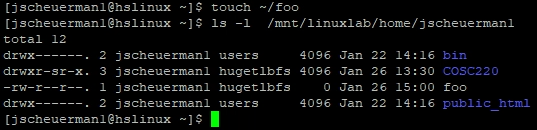 [jscheuerman1@hslinux ~]$ touch ~/foo
[jscheuerman1@hslinux ~]$ ls -l  /mnt/linuxlab/home/jscheuerman1
total 12
drwx------. 2 jscheuerman1 users     4096 Jan 22 14:16 bin
drwxr-sr-x. 3 jscheuerman1 hugetlbfs 4096 Jan 26 13:30 COSC220
-rw-r--r--. 1 jscheuerman1 hugetlbfs    0 Jan 26 15:00 foo
drwx------. 2 jscheuerman1 users     4096 Jan 22 14:16 public_html
[jscheuerman1@hslinux ~]$